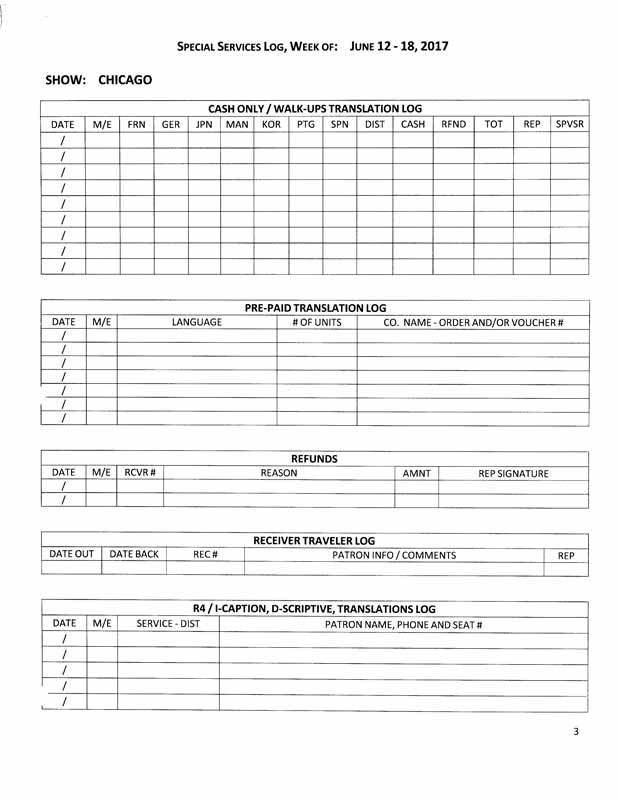 SPECIAL SERVICES LOG, WEEK OF: JUNE 12 - 18, 2017
SHOW: CHICAGO
CASH ONLY / WALK-UPS TRANSLATION LOG
DATE M/E FRN GER JPN MAN KOR PTG SPN DIST CASH RFND TOT REP SPVSR
/
/
/
/
/
/
/
/
/
PRE-PAID TRANSLATION LOG
DATE M/E LANGUAGE # OF UNITS CO. NAME - ORDER AND/OR VOUCHER #
/
/
/
/
/
/
/
REFUNDS
DATE M/E RCVR # REASON AMNT REP SIGNATURE
/
/
RECEIVER TRAVELER LOG
DATE OUT DATE BACK REC # PATRON INFO / COMMENTS REP
R4 / I-CAPTION, D-SCRIPTIVE, TRANSLATIONS LOG
DATE M/E SERVICE - DIST PATRON NAME, PHONE AND SEAT #
/
/
/
/
/
3